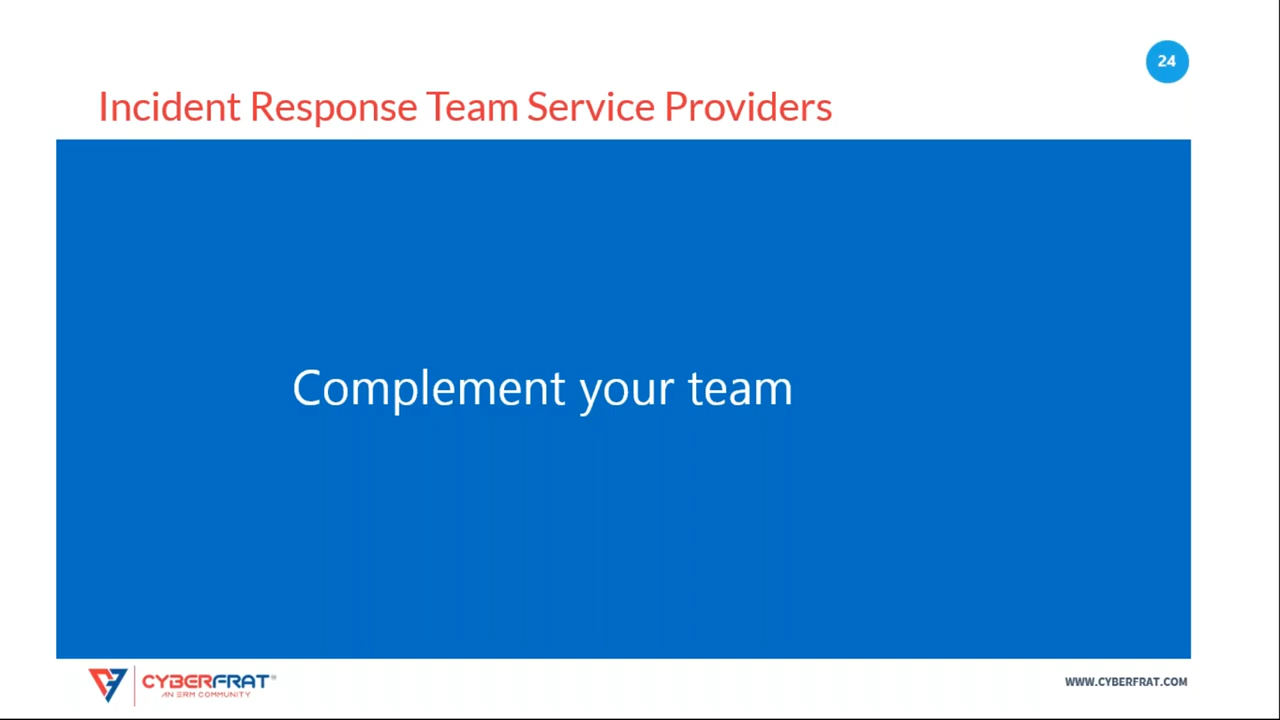 24
Incident Response Team Service Providers
Complement your team
CYBERFRAT
AN ERM COMMUNITY
WWW.CYBERFRAT.COM